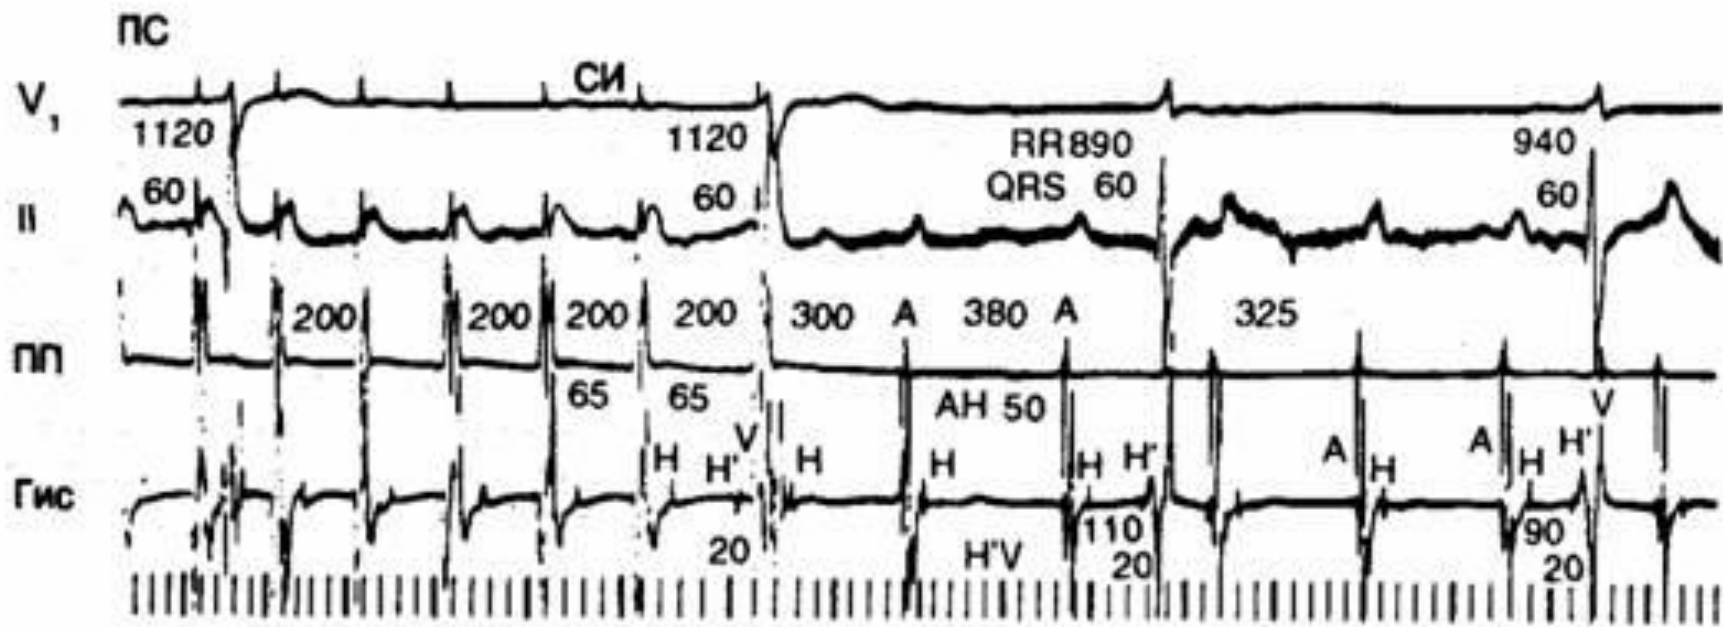 ПС
V₁ СИ
1120 1120 RR 890 940
60 60 QRS 60 60
II
200 200 200 200 300 A 380 A 325
ПП
65 65 AH 50 V
V A A H'
H H' H H H H' H H
Гис
20 H'V 110 90
20 20